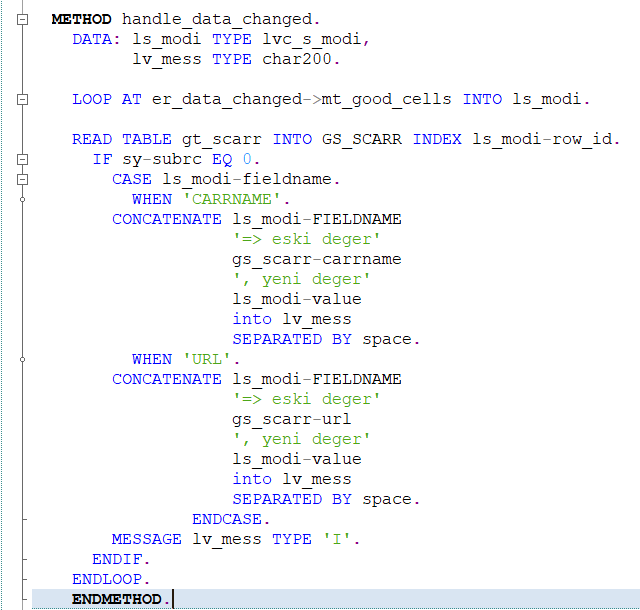 METHOD handle_data_changed.
DATA: ls_modi TYPE lvc_s_modi,
lv_mess TYPE char200.
LOOP AT er_data_changed->mt_good_cells INTO ls_modi.
READ TABLE gt_scarr INTO GS_SCARR INDEX ls_modi-row_id.
IF sy-subrc EQ 0.
CASE ls_modi-fieldname.
WHEN 'CARRNAME'.
CONCATENATE ls_modi-FIELDNAME
'=> eski deger'
gs_scarr-carrname
', yeni deger'
ls_modi-value
into lv_mess
SEPARATED BY space.
WHEN 'URL'.
CONCATENATE ls_modi-FIELDNAME
'=> eski deger'
gs_scarr-url
', yeni deger'
ls_modi-value
into lv_mess
SEPARATED BY space.
ENDCASE.
MESSAGE lv_mess TYPE 'I'.
ENDIF.
ENDLOOP.
ENDMETHOD.